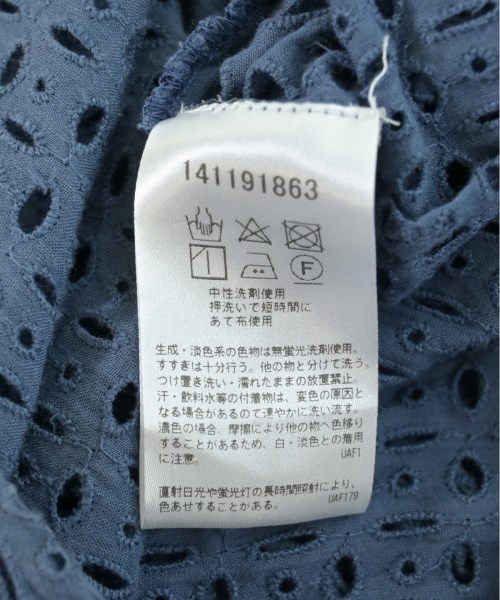 141191863
F
中性洗剤使用
押洗いで短時間に
あて布使用
生成・淡色系の色物は無蛍光洗剤使用。
すすぎは十分行う。他の物と分けて洗う。
つけ置き洗い・濡れたままの放置禁止。
汗・飲料水等の付着物は、変色の原因と
なる場合があるので速やかに洗い流す。
濃色の場合、摩擦により他の物へ色移り
することがあるため、白・淡色との着用
に注意。 UAF1
直射日光や蛍光灯の長時間照射により、
色あせすることがある。 UAF179